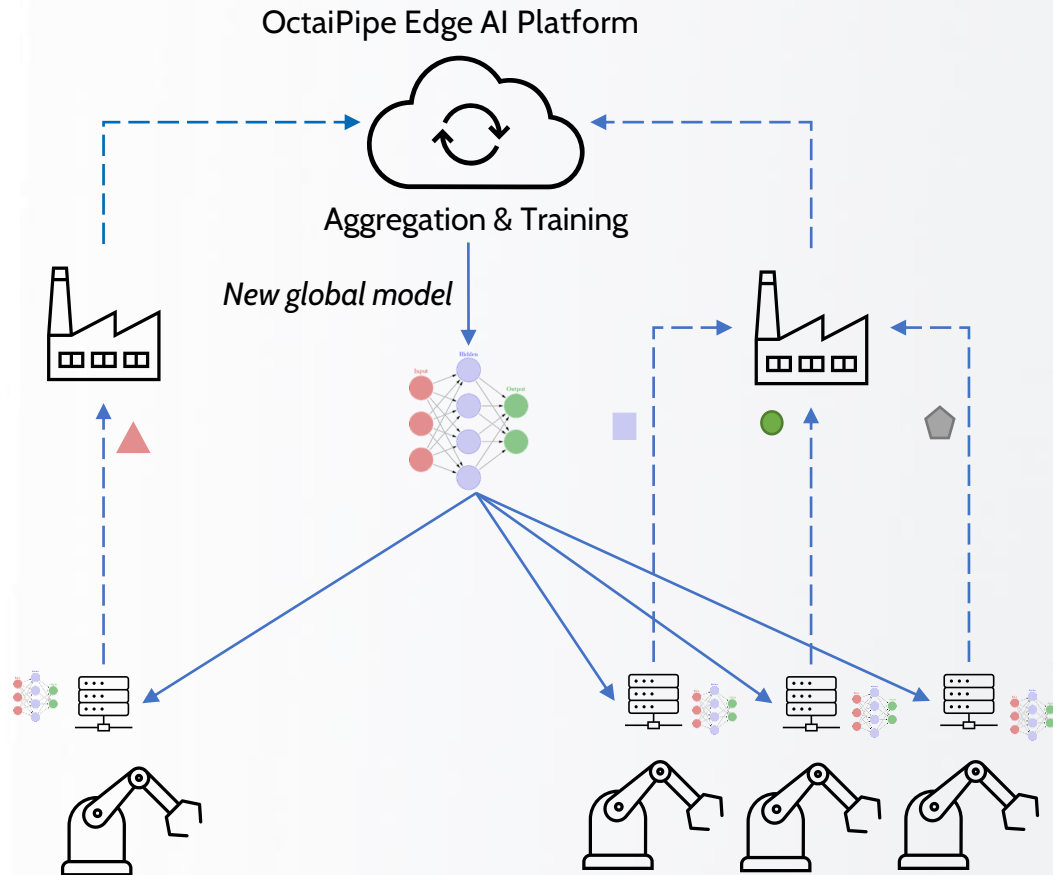 OctaiPipe Edge AI Platform
Aggregation & Training
New global model
Hidden
Input
Output